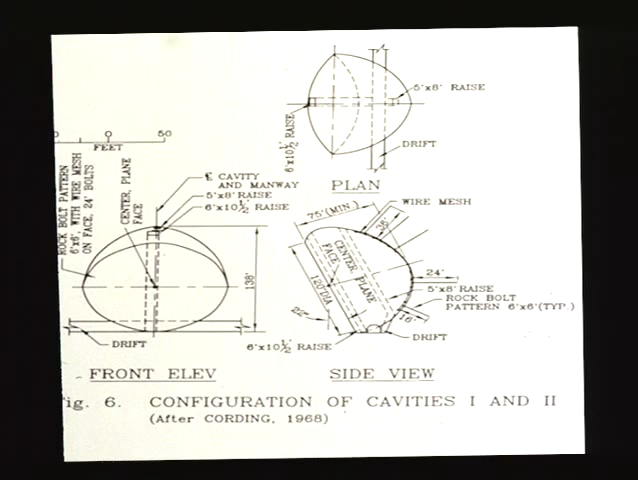 5'x8' RAISE
6'x10½' RAISE
DRIFT
PLAN
0 50
FEET
ROCK BOLT PATTERN
6'x6', WITH WIRE MESH
ON FACE, 24' BOLTS
CENTER, PLANE
FACE
℄ CAVITY
AND MANWAY
5'x8' RAISE
6'x10½' RAISE
138'
DRIFT
FRONT ELEV
75'(MIN.)
WIRE MESH
36'
CENTER, PLANE
FACE
120'DIA.
24'
5'x8' RAISE
ROCK BOLT
PATTERN 6'x6'(TYP.)
16'
22°
6'x10½' RAISE
DRIFT
SIDE VIEW
ig. 6. CONFIGURATION OF CAVITIES I AND II
(After CORDING, 1968)